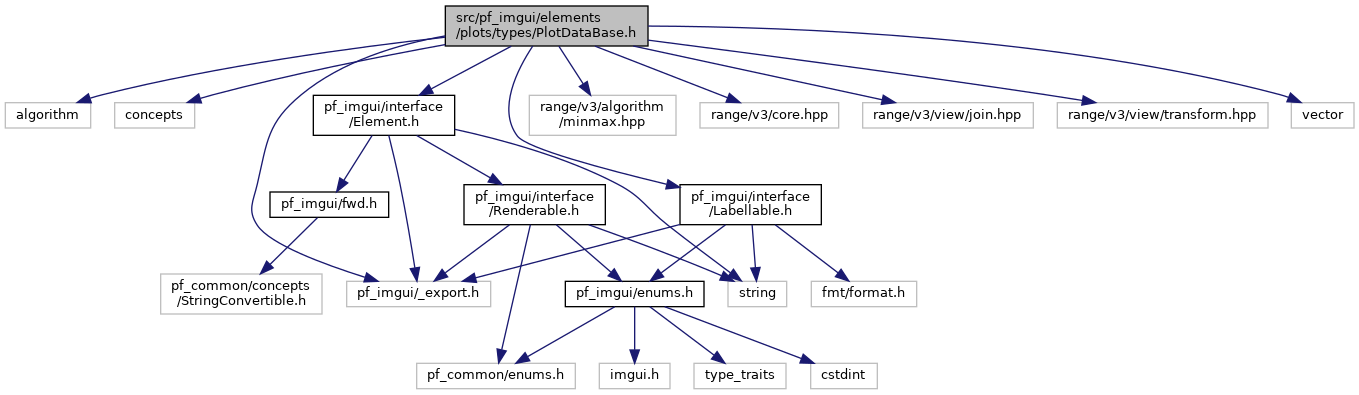 src/pf_imgui/elements
/plots/types/PlotDataBase.h
algorithm
concepts
pf_imgui/interface
/Element.h
range/v3/algorithm
/minmax.hpp
range/v3/core.hpp
range/v3/view/join.hpp
range/v3/view/transform.hpp
vector
pf_imgui/fwd.h
pf_imgui/interface
/Renderable.h
pf_imgui/interface
/Labellable.h
pf_common/concepts
/StringConvertible.h
pf_imgui/_export.h
pf_imgui/enums.h
string
fmt/format.h
pf_common/enums.h
imgui.h
type_traits
cstdint